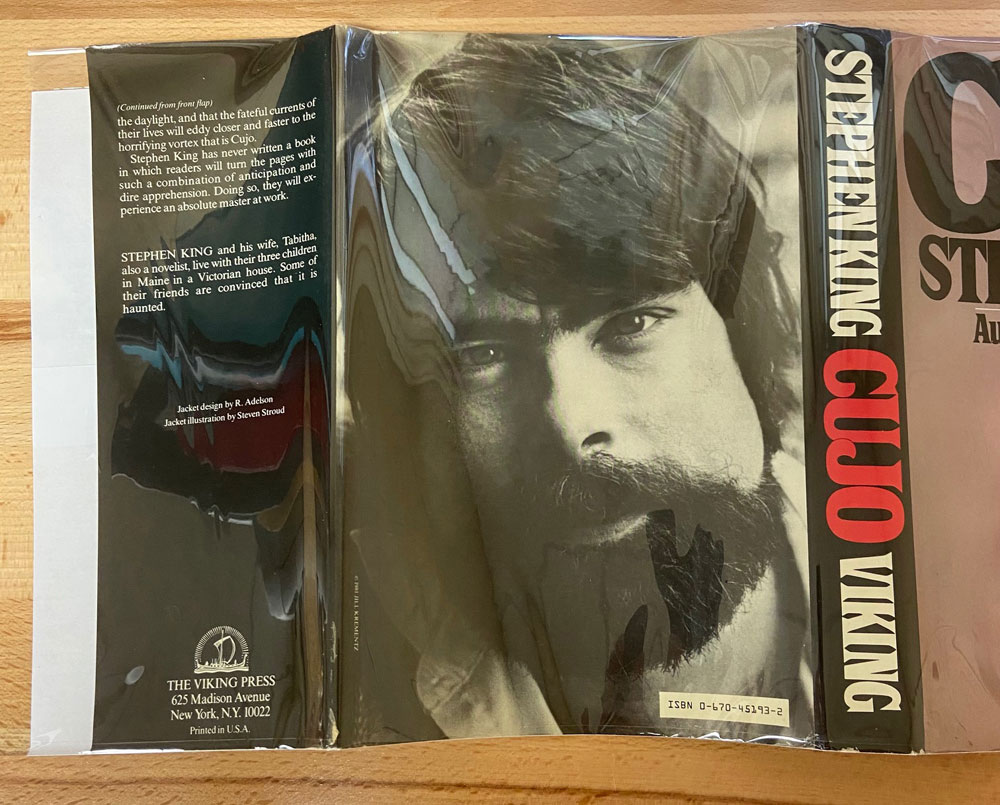 (Continued from front flap)
the daylight, and that the fateful currents of
their lives will eddy closer and faster to the
horrifying vortex that is Cujo.
Stephen King has never written a book
in which readers will turn the pages with
such a combination of anticipation and
dire apprehension. Doing so, they will ex-
perience an absolute master at work.
STEPHEN KING and his wife, Tabitha,
also a novelist, live with their three children
in Maine in a Victorian house. Some of
their friends are convinced that it is
haunted.
Jacket design by R. Adelson
Jacket illustration by Steven Stroud
THE VIKING PRESS
625 Madison Avenue
New York, N.Y. 10022
Printed in U.S.A.
© 1981 JILL KREMENTZ
ISBN 0-670-45193-2
STEPHEN KING CUJO VIKING
C
STE
Au